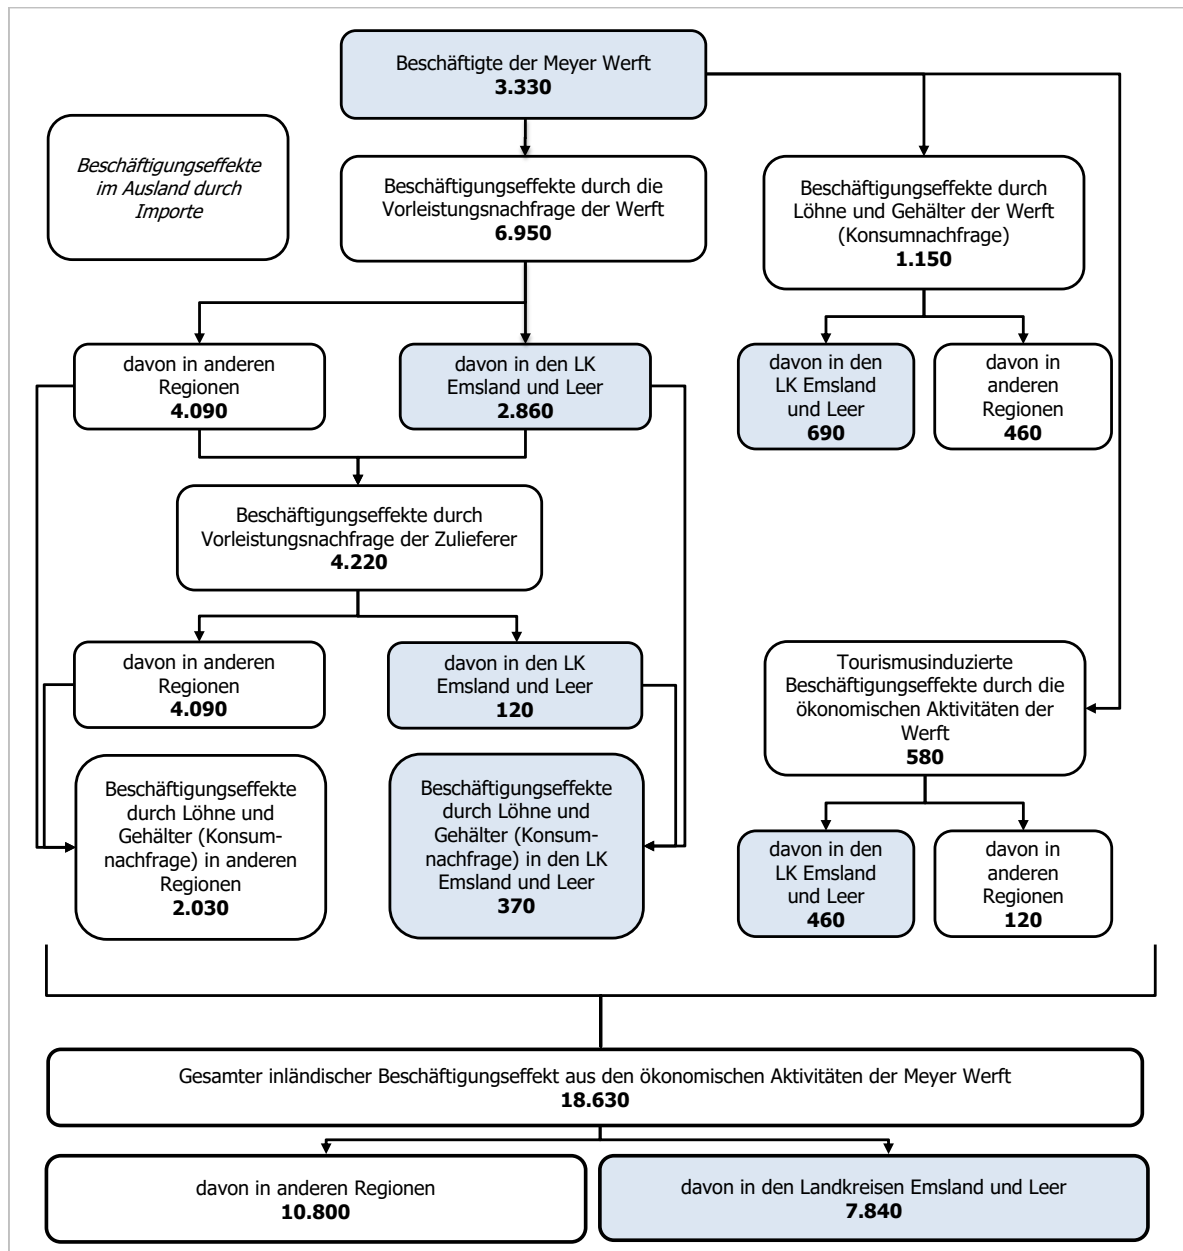 Beschäftigte der Meyer Werft
3.330
Beschäftigungseffekte
im Ausland durch
Importe
Beschäftigungseffekte durch die
Vorleistungsnachfrage der Werft
6.950
Beschäftigungseffekte durch
Löhne und Gehälter der Werft
(Konsumnachfrage)
1.150
davon in anderen
Regionen
4.090
davon in den LK
Emsland und Leer
2.860
davon in den
LK Emsland
und Leer
690
davon in
anderen
Regionen
460
Beschäftigungseffekte durch
Vorleistungsnachfrage der Zulieferer
4.220
davon in anderen
Regionen
4.090
davon in den LK
Emsland und Leer
120
Tourismusinduzierte
Beschäftigungseffekte durch die
ökonomischen Aktivitäten der
Werft
580
Beschäftigungseffekte
durch Löhne und
Gehälter (Konsum-
nachfrage) in anderen
Regionen
2.030
Beschäftigungseffekte
durch Löhne und
Gehälter (Konsum-
nachfrage) in den LK
Emsland und Leer
370
davon in den
LK Emsland
und Leer
460
davon in
anderen
Regionen
120
Gesamter inländischer Beschäftigungseffekt aus den ökonomischen Aktivitäten der Meyer Werft
18.630
davon in anderen Regionen
10.800
davon in den Landkreisen Emsland und Leer
7.840